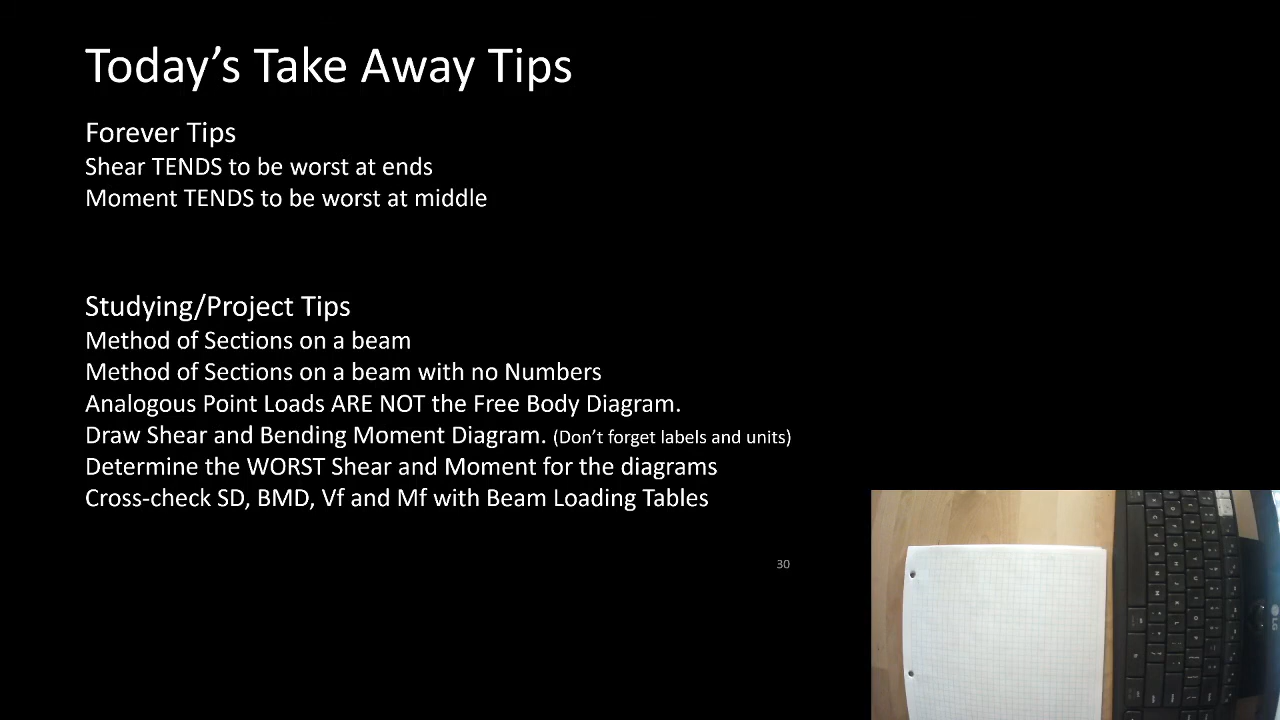 Today's Take Away Tips
Forever Tips
Shear TENDS to be worst at ends
Moment TENDS to be worst at middle
Studying/Project Tips
Method of Sections on a beam
Method of Sections on a beam with no Numbers
Analogous Point Loads ARE NOT the Free Body Diagram.
Draw Shear and Bending Moment Diagram. (Don't forget labels and units)
Determine the WORST Shear and Moment for the diagrams
Cross-check SD, BMD, Vf and Mf with Beam Loading Tables
30
LG